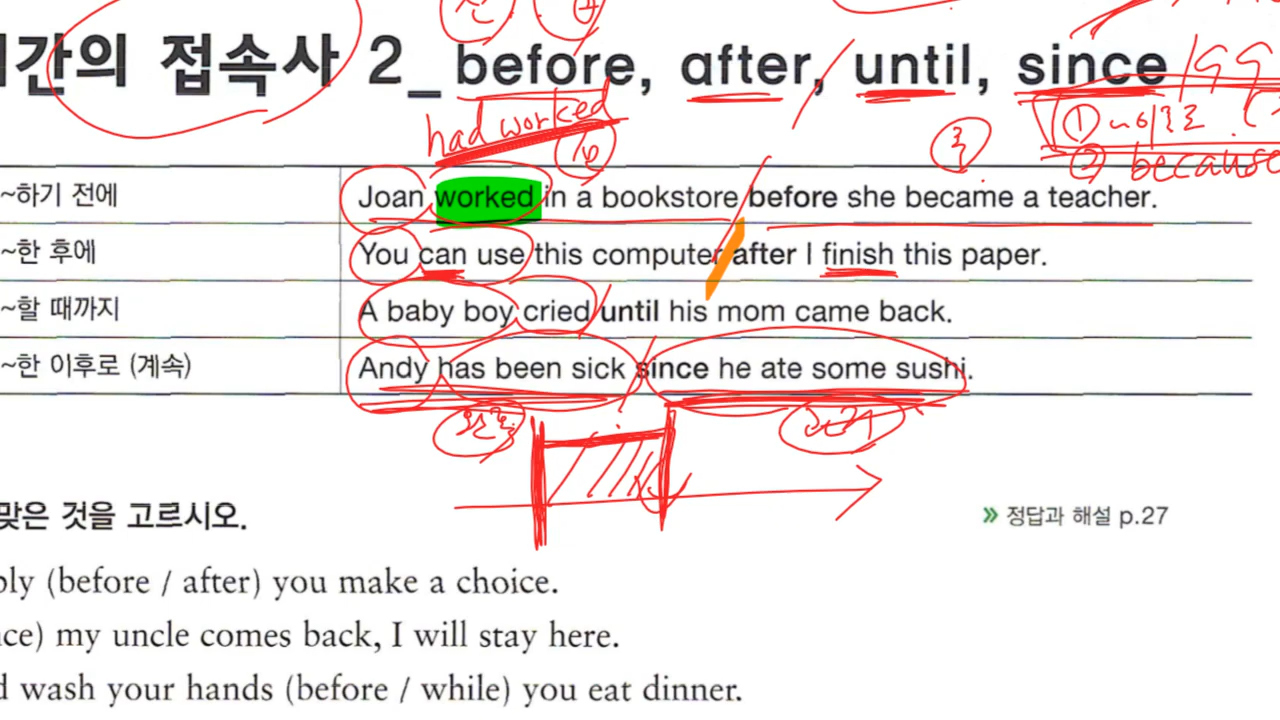 간의 접속사 2_ before, after, until, since
had worked
① 이후로
② because
~하기 전에 Joan worked in a bookstore before she became a teacher.
~한 후에 You can use this computer after I finish this paper.
~할 때까지 A baby boy cried until his mom came back.
~한 이후로 (계속) Andy has been sick since he ate some sushi.
맞은 것을 고르시오.
» 정답과 해설 p.27
(before / after) you make a choice.
my uncle comes back, I will stay here.
wash your hands (before / while) you eat dinner.